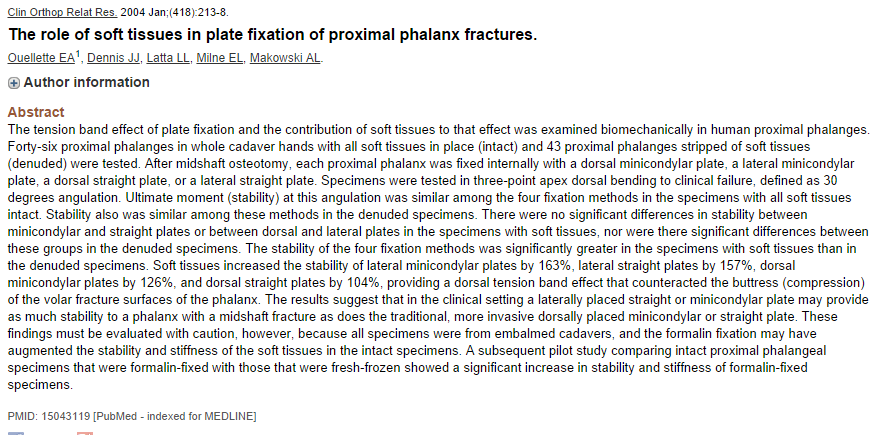 Clin Orthop Relat Res. 2004 Jan;(418):213-8.
The role of soft tissues in plate fixation of proximal phalanx fractures.
Ouellette EA1, Dennis JJ, Latta LL, Milne EL, Makowski AL.
Author information
Abstract
The tension band effect of plate fixation and the contribution of soft tissues to that effect was examined biomechanically in human proximal phalanges.
Forty-six proximal phalanges in whole cadaver hands with all soft tissues in place (intact) and 43 proximal phalanges stripped of soft tissues
(denuded) were tested. After midshaft osteotomy, each proximal phalanx was fixed internally with a dorsal minicondylar plate, a lateral minicondylar
plate, a dorsal straight plate, or a lateral straight plate. Specimens were tested in three-point apex dorsal bending to clinical failure, defined as 30
degrees angulation. Ultimate moment (stability) at this angulation was similar among the four fixation methods in the specimens with all soft tissues
intact. Stability also was similar among these methods in the denuded specimens. There were no significant differences in stability between
minicondylar and straight plates or between dorsal and lateral plates in the specimens with soft tissues, nor were there significant differences between
these groups in the denuded specimens. The stability of the four fixation methods was significantly greater in the specimens with soft tissues than in
the denuded specimens. Soft tissues increased the stability of lateral minicondylar plates by 163%, lateral straight plates by 157%, dorsal
minicondylar plates by 126%, and dorsal straight plates by 104%, providing a dorsal tension band effect that counteracted the buttress (compression)
of the volar fracture surfaces of the phalanx. The results suggest that in the clinical setting a laterally placed straight or minicondylar plate may provide
as much stability to a phalanx with a midshaft fracture as does the traditional, more invasive dorsally placed minicondylar or straight plate. These
findings must be evaluated with caution, however, because all specimens were from embalmed cadavers, and the formalin fixation may have
augmented the stability and stiffness of the soft tissues in the intact specimens. A subsequent pilot study comparing intact proximal phalangeal
specimens that were formalin-fixed with those that were fresh-frozen showed a significant increase in stability and stiffness of formalin-fixed
specimens.
PMID: 15043119 [PubMed - indexed for MEDLINE]